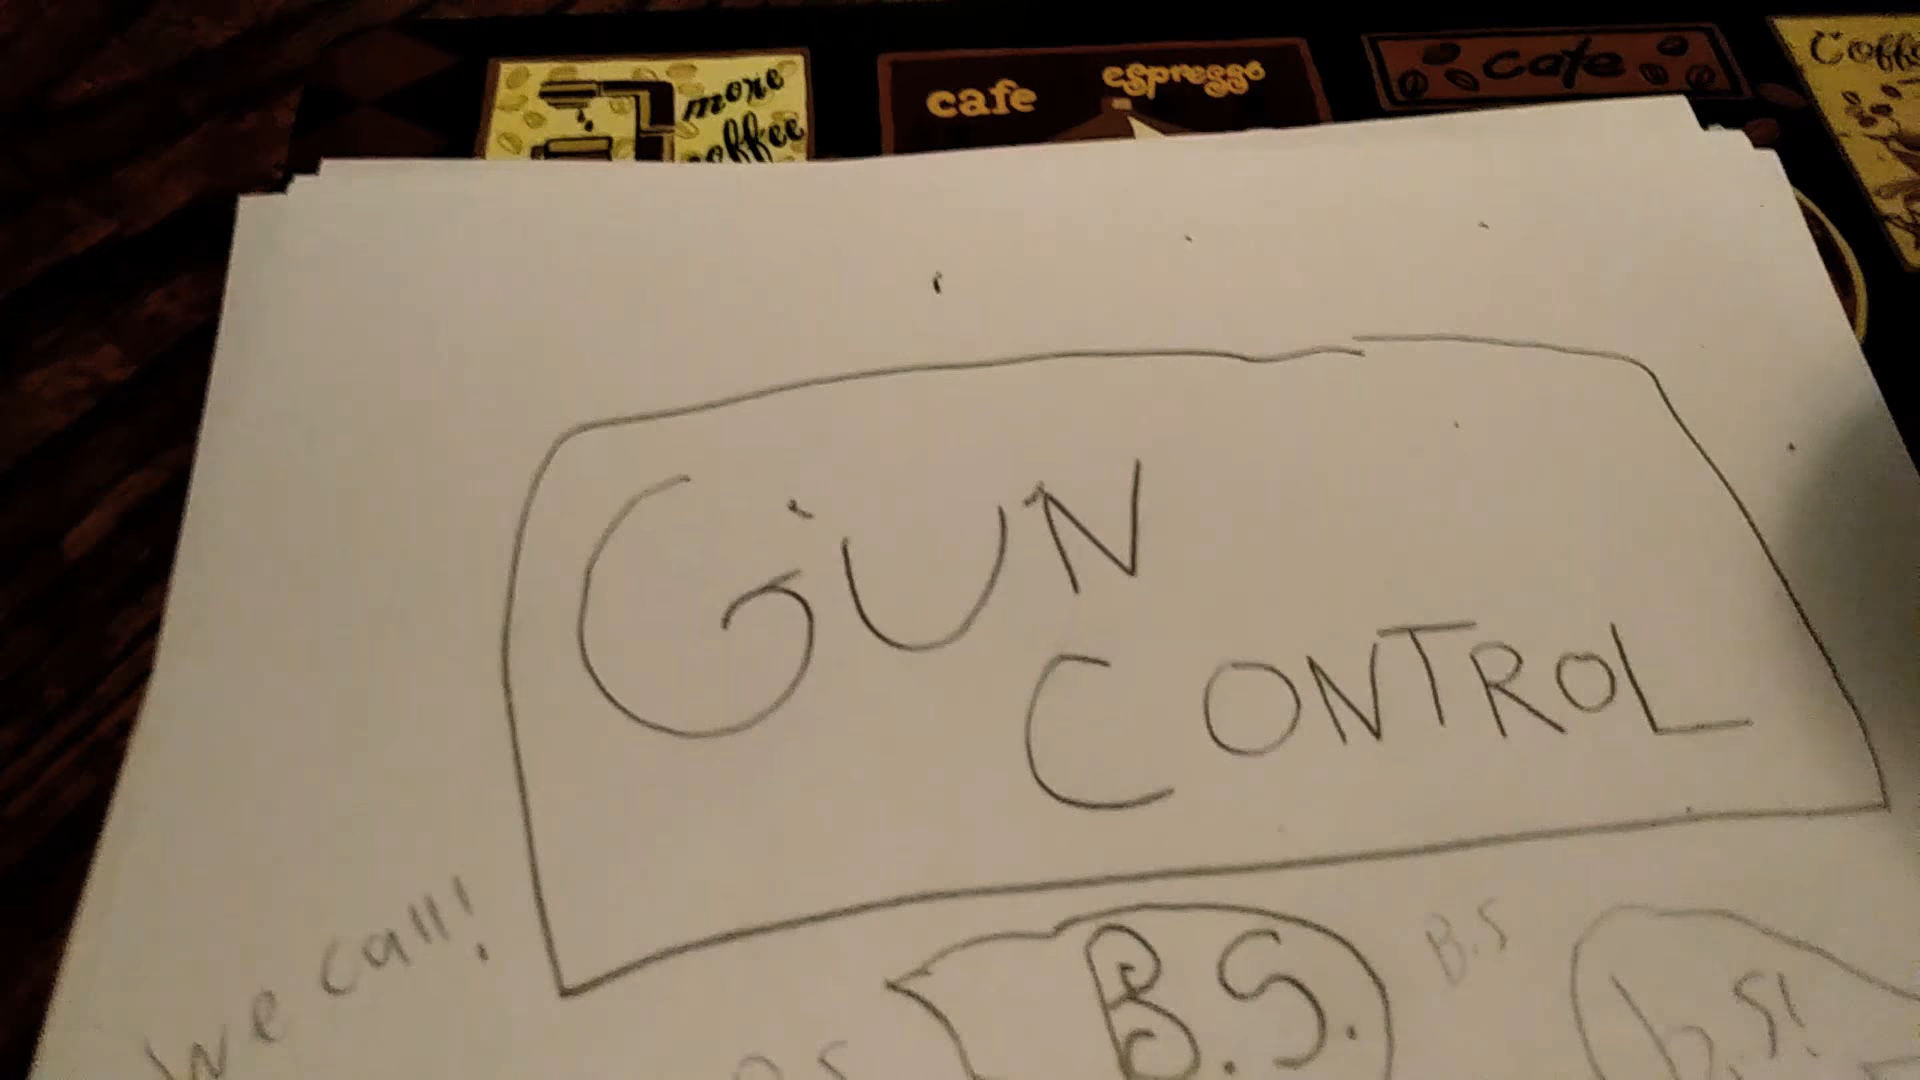 more
coffee
cafe
espresso
cafe
GUN
CONTROL
We call!
B.S.
B.S
b.S!